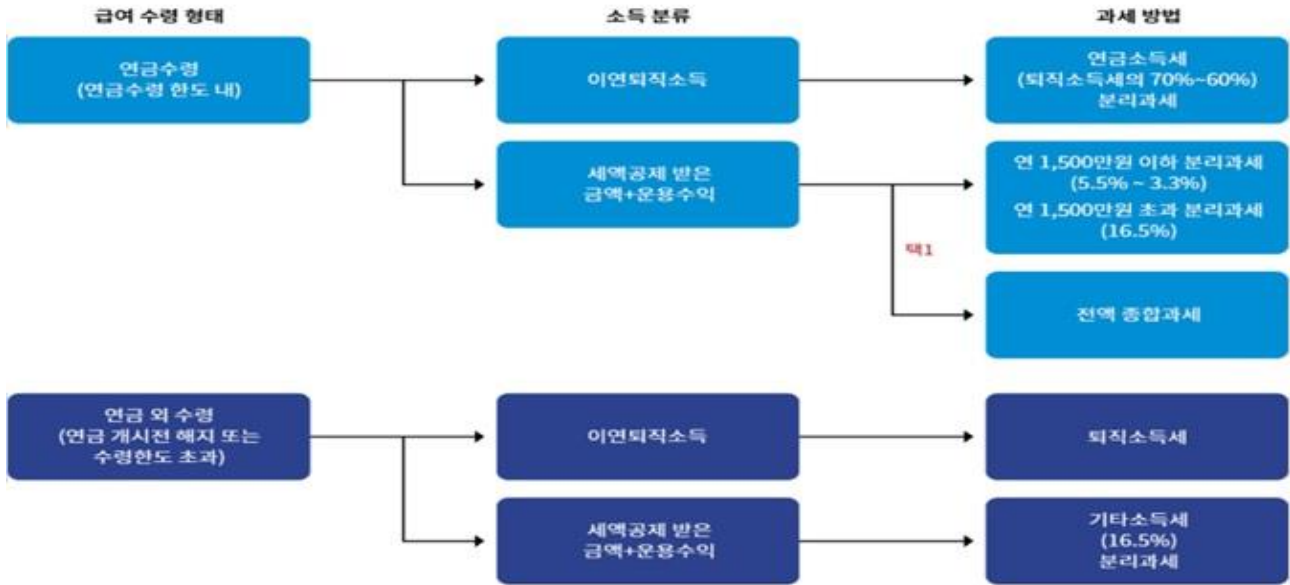 급여 수령 형태
소득 분류
과세 방법
연금수령
(연금수령 한도 내)
이연퇴직소득
연금소득세
(퇴직소득세의 70%~60%)
분리과세
세액공제 받은
금액+운용수익
연 1,500만원 이하 분리과세
(5.5% ~ 3.3%)
연 1,500만원 초과 분리과세
(16.5%)
택1
전액 종합과세
연금 외 수령
(연금 개시전 해지 또는
수령한도 초과)
이연퇴직소득
퇴직소득세
세액공제 받은
금액+운용수익
기타소득세
(16.5%)
분리과세